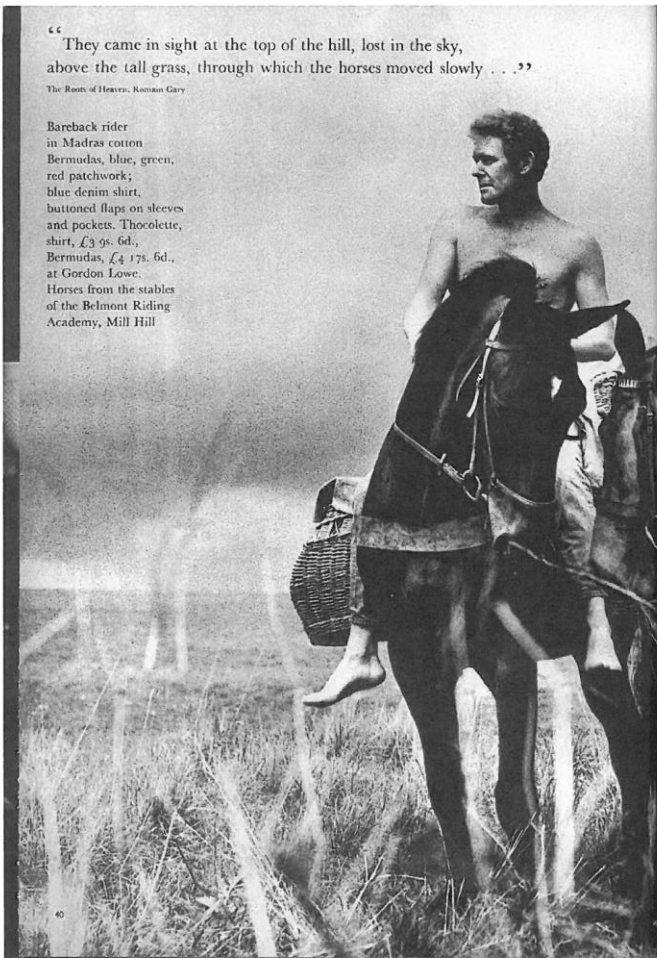 “They came in sight at the top of the hill, lost in the sky,
above the tall grass, through which the horses moved slowly . . .”
The Roots of Heaven, Romain Gary
Bareback rider
in Madras cotton
Bermudas, blue, green,
red patchwork;
blue denim shirt,
buttoned flaps on sleeves
and pockets. Thocolette,
shirt, £3 9s. 6d.,
Bermudas, £4 17s. 6d.,
at Gordon Lowe.
Horses from the stables
of the Belmont Riding
Academy, Mill Hill
40